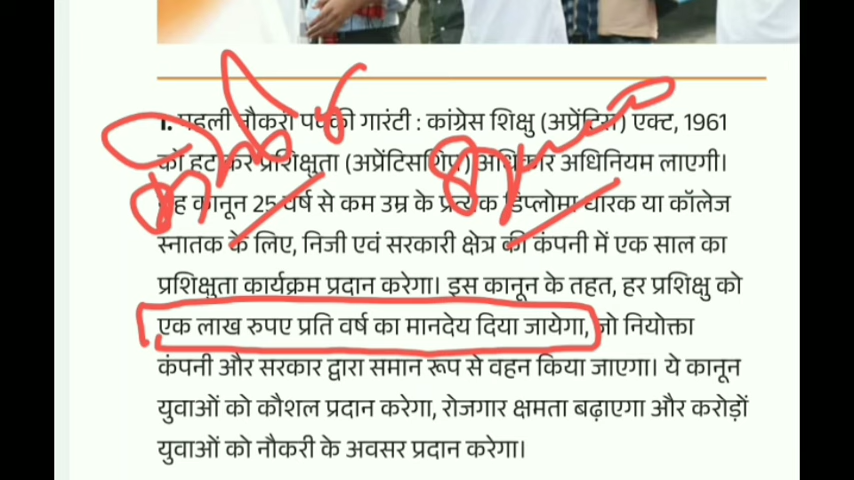 1. पहली नौकरी पक्की गारंटी : कांग्रेस शिक्षु (अप्रेंटिस) एक्ट, 1961
को हटा कर प्रशिक्षुता (अप्रेंटिसशिप) अधिकार अधिनियम लाएगी।
यह कानून 25 वर्ष से कम उम्र के प्रत्येक डिप्लोमा धारक या कॉलेज
स्नातक के लिए, निजी एवं सरकारी क्षेत्र की कंपनी में एक साल का
प्रशिक्षुता कार्यक्रम प्रदान करेगा। इस कानून के तहत, हर प्रशिक्षु को
एक लाख रुपए प्रति वर्ष का मानदेय दिया जायेगा, जो नियोक्ता
कंपनी और सरकार द्वारा समान रूप से वहन किया जाएगा। ये कानून
युवाओं को कौशल प्रदान करेगा, रोजगार क्षमता बढ़ाएगा और करोड़ों
युवाओं को नौकरी के अवसर प्रदान करेगा।